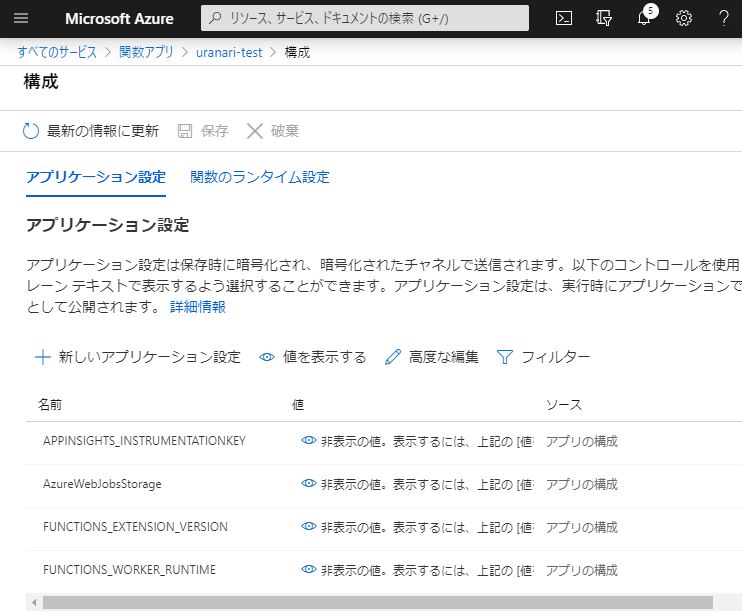 Microsoft Azure
リソース、サービス、ドキュメントの検索 (G+/)
5
?
すべてのサービス > 関数アプリ > uranari-test > 構成
構成
最新の情報に更新 保存 破棄
アプリケーション設定 関数のランタイム設定
アプリケーション設定
アプリケーション設定は保存時に暗号化され、暗号化されたチャネルで送信されます。以下のコントロールを使用
レーン テキストで表示するよう選択することができます。アプリケーション設定は、実行時にアプリケーションで
として公開されます。 詳細情報
新しいアプリケーション設定 値を表示する 高度な編集 フィルター
名前 値 ソース
APPINSIGHTS_INSTRUMENTATIONKEY 非表示の値。表示するには、上記の [値 アプリの構成
AzureWebJobsStorage 非表示の値。表示するには、上記の [値 アプリの構成
FUNCTIONS_EXTENSION_VERSION 非表示の値。表示するには、上記の [値 アプリの構成
FUNCTIONS_WORKER_RUNTIME 非表示の値。表示するには、上記の [値 アプリの構成